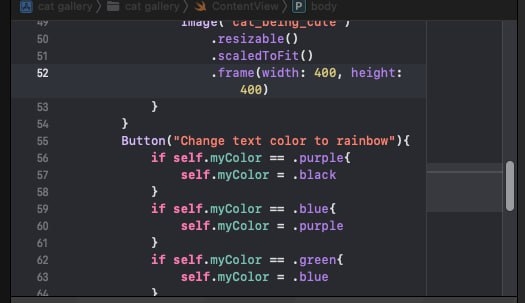 cat gallery > cat gallery > ContentView > body
49 Image("cat_being_cute")
50 .resizable()
51 .scaledToFit()
52 .frame(width: 400, height:
400)
53 }
54 }
55 Button("Change text color to rainbow"){
56 if self.myColor == .purple{
57 self.myColor = .black
58 }
59 if self.myColor == .blue{
60 self.myColor = .purple
61 }
62 if self.myColor == .green{
63 self.myColor = .blue
64 }